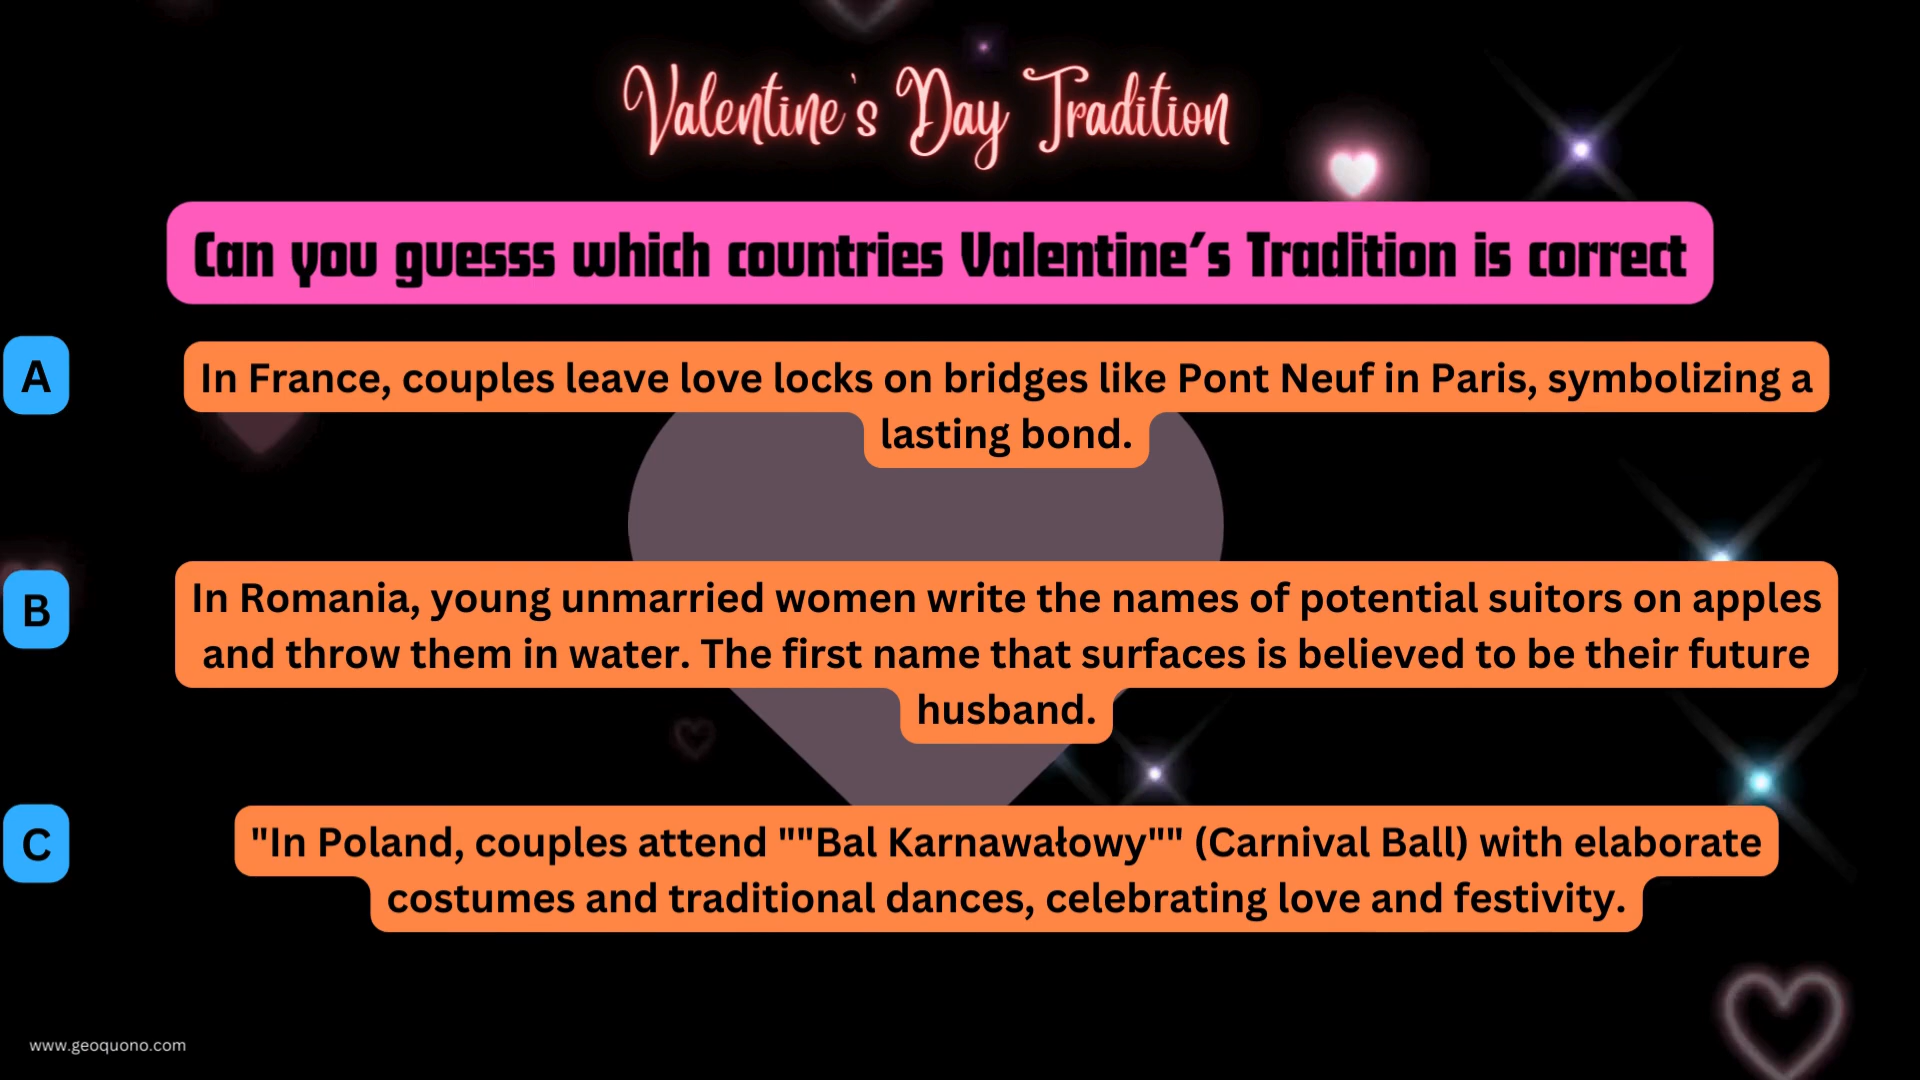 Valentine's Day Tradition
Can you guesss which countries Valentine's Tradition is correct
A
In France, couples leave love locks on bridges like Pont Neuf in Paris, symbolizing a
lasting bond.
B
In Romania, young unmarried women write the names of potential suitors on apples
and throw them in water. The first name that surfaces is believed to be their future
husband.
C
"In Poland, couples attend ""Bal Karnawałowy"" (Carnival Ball) with elaborate
costumes and traditional dances, celebrating love and festivity.
www.geoquono.com